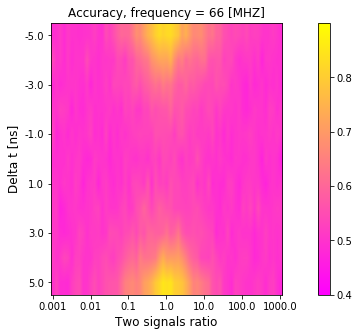 Accuracy, frequency = 66 [MHZ]
-5.0
-3.0
-1.0
1.0
3.0
5.0
Delta t [ns]
0.001 0.01 0.1 1.0 10.0 100.0 1000.0
Two signals ratio
0.8
0.7
0.6
0.5
0.4